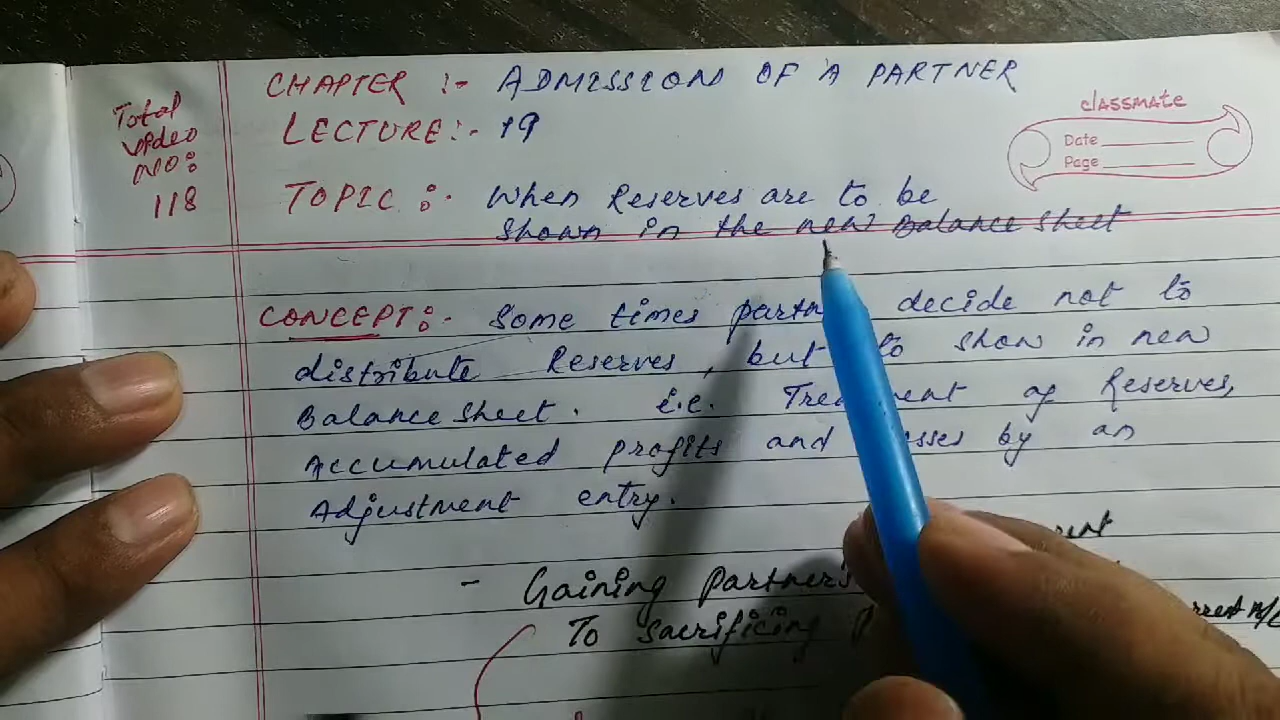 CHAPTER :- ADMISSION OF A PARTNER
LECTURE:- 19
Total
video
NO:
118
classmate
Date
Page
TOPIC :- When Reserves are to be
shown in the new Balance sheet
CONCEPT:- Some times decide not to
distribute Reserves, but to show in new
Balance sheet. i.e. of Reserves,
Accumulated profits and by an
Adjustment entry.
- Gaining Partners
To Sacrificing